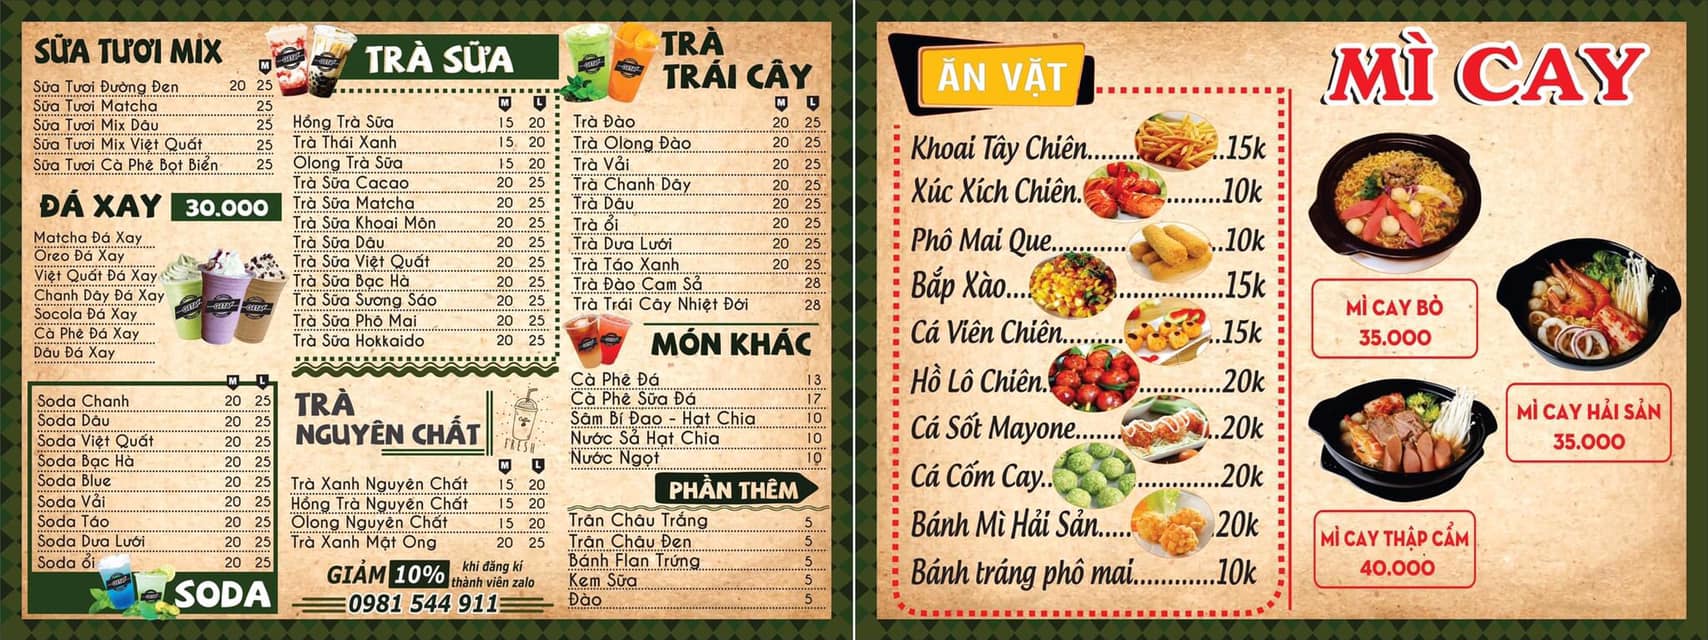 SỮA TƯƠI MIX
M
Sữa Tươi Đường Đen 20 25
Sữa Tươi Matcha 25
Sữa Tươi Mix Dâu 25
Sữa Tươi Mix Việt Quất 25
Sữa Tươi Cà Phê Bọt Biển 25
ĐÁ XAY 30.000
Matcha Đá Xay
Oreo Đá Xay
Việt Quất Đá Xay
Chanh Dây Đá Xay
Socola Đá Xay
Cà Phê Đá Xay
Dâu Đá Xay
M L
Soda Chanh 20 25
Soda Dâu 20 25
Soda Việt Quất 20 25
Soda Bạc Hà 20 25
Soda Blue 20 25
Soda Vải 20 25
Soda Táo 20 25
Soda Dưa Lưới 20 25
Soda ổi 20 25
SODA
TRÀ SỮA
M L
Hồng Trà Sữa 15 20
Trà Thái Xanh 15 20
Olong Trà Sữa 15 20
Trà Sữa Cacao 20 25
Trà Sữa Matcha 20 25
Trà Sữa Khoai Môn 20 25
Trà Sữa Dâu 20 25
Trà Sữa Việt Quất 20 25
Trà Sữa Bạc Hà 20 25
Trà Sữa Sương Sáo 20 25
Trà Sữa Phô Mai 20 25
Trà Sữa Hokkaido 20 25
TRÀ
NGUYÊN CHẤT
FRESH
M L
Trà Xanh Nguyên Chất 15 20
Hồng Trà Nguyên Chất 15 20
Olong Nguyên Chất 15 20
Trà Xanh Mật Ong 20 25
GIẢM 10% khi đăng kí
thành viên zalo
0981 544 911
TRÀ
TRÁI CÂY
M L
Trà Đào 20 25
Trà Olong Đào 20 25
Trà Vải 20 25
Trà Chanh Dây 20 25
Trà Dâu 20 25
Trà ổi 20 25
Trà Dưa Lưới 20 25
Trà Táo Xanh 20 25
Trà Đào Cam Sả 28
Trà Trái Cây Nhiệt Đới 28
MÓN KHÁC
Cà Phê Đá 13
Cà Phê Sữa Đá 17
Sâm Bí Đao - Hạt Chia 10
Nước Sả Hạt Chia 10
Nước Ngọt 10
PHẦN THÊM
Trân Châu Trắng 5
Trân Châu Đen 5
Bánh Flan Trứng 5
Kem Sữa 5
Đào 5
ĂN VẶT
Khoai Tây Chiên 15k
Xúc Xích Chiên 10k
Phô Mai Que 10k
Bắp Xào 15k
Cá Viên Chiên 15k
Hồ Lô Chiên 20k
Cá Sốt Mayone 20k
Cá Cốm Cay 20k
Bánh Mì Hải Sản 20k
Bánh tráng phô mai 10k
MÌ CAY
MÌ CAY BÒ
35.000
MÌ CAY HẢI SẢN
35.000
MÌ CAY THẬP CẨM
40.000